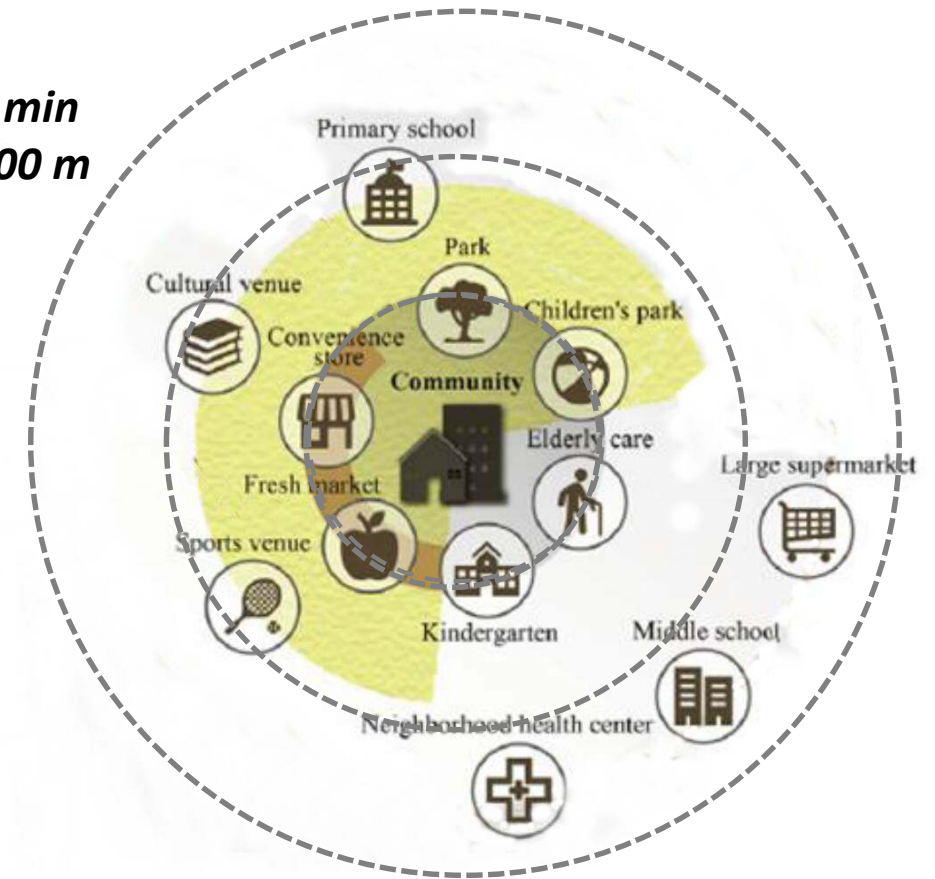 min
00 m
Primary school
Park
Cultural venue
Children's park
Convenience
store
Community
Elderly care
Large supermarket
Fresh market
Sports venue
Kindergarten
Middle school
Neighborhood health center